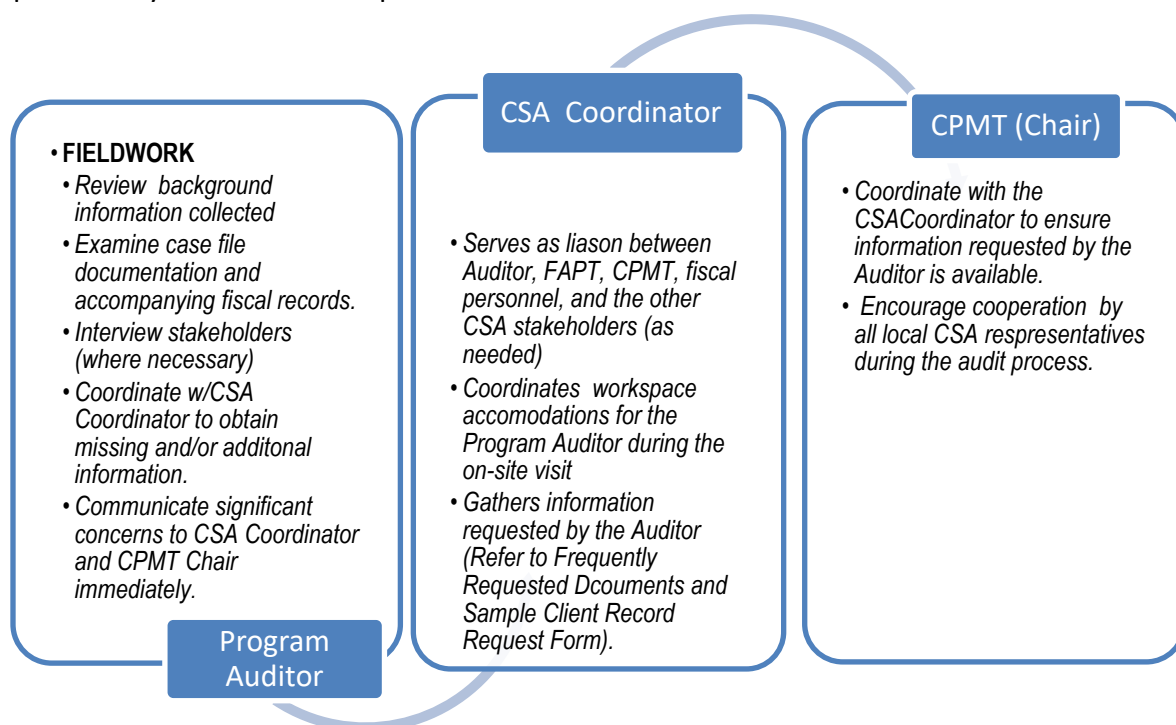 • FIELDWORK
• Review background
information collected
• Examine case file
documentation and
accompanying fiscal records.
• Interview stakeholders
(where necessary)
• Coordinate w/CSA
Coordinator to obtain
missing and/or additonal
information.
• Communicate significant
concerns to CSA Coordinator
and CPMT Chair
immediately.
Program
Auditor
CSA Coordinator
• Serves as liason between
Auditor, FAPT, CPMT, fiscal
personnel, and the other
CSA stakeholders (as
needed)
• Coordinates workspace
accomodations for the
Program Auditor during the
on-site visit
• Gathers information
requested by the Auditor
(Refer to Frequently
Requested Dcouments and
Sample Client Record
Request Form).
CPMT (Chair)
• Coordinate with the
CSACoordinator to ensure
information requested by the
Auditor is available.
• Encourage cooperation by
all local CSA respresentatives
during the audit process.